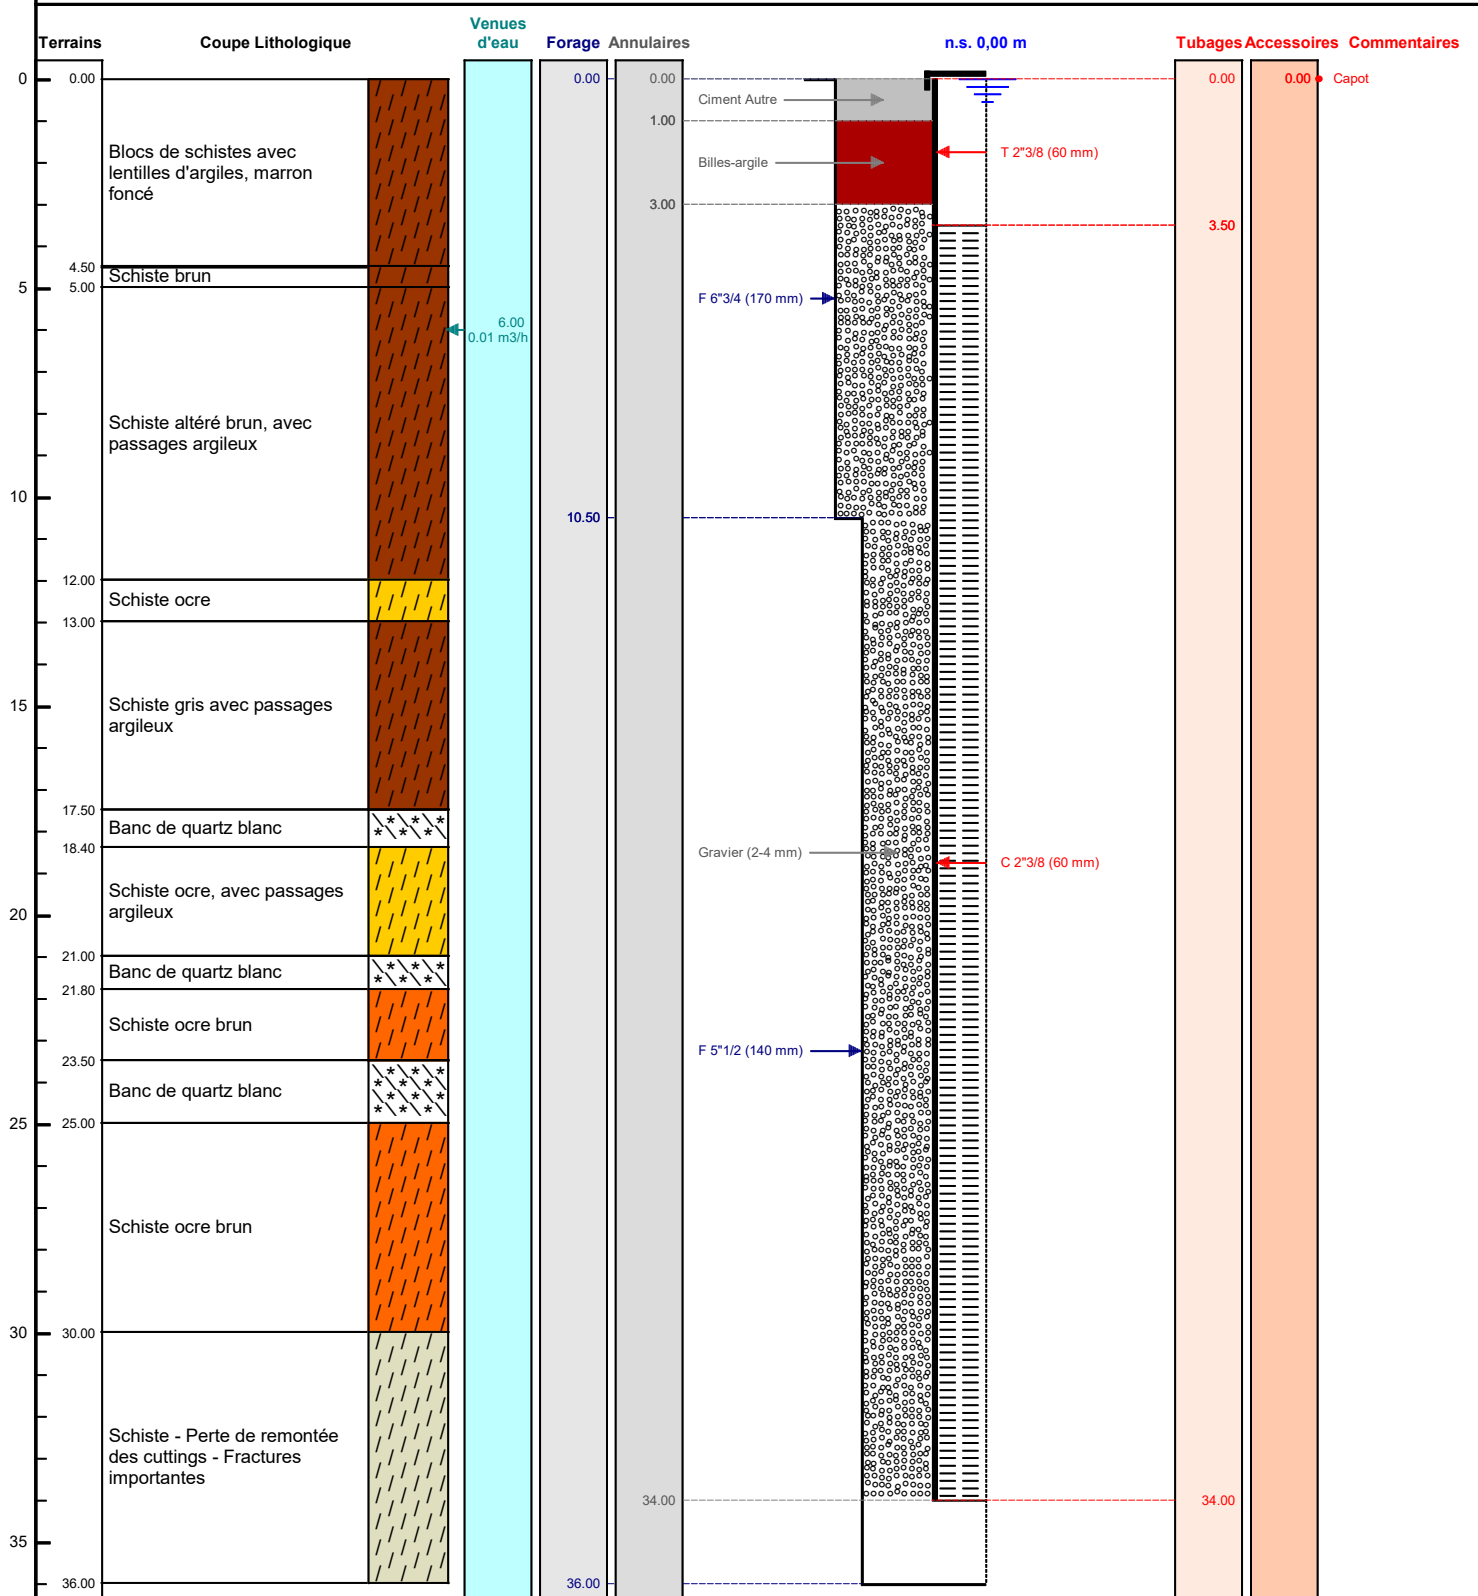 Venues
Terrains Coupe Lithologique d'eau Forage Annulaires n.s. 0,00 m Tubages Accessoires Commentaires
0 0.00 0.00 0.00 0.00 0.00 Capot
Ciment Autre
1.00
Blocs de schistes avec
lentilles d'argiles, marron
foncé
Billes-argile T 2"3/8 (60 mm)
3.00
3.50
4.50
Schiste brun
5 5.00
F 6"3/4 (170 mm)
6.00
0.01 m3/h
Schiste altéré brun, avec
passages argileux
10
10.50
12.00
Schiste ocre
13.00
Schiste gris avec passages
argileux
15
17.50
Banc de quartz blanc
18.40
Gravier (2-4 mm) C 2"3/8 (60 mm)
Schiste ocre, avec passages
argileux
20
21.00
Banc de quartz blanc
21.80
Schiste ocre brun
F 5"1/2 (140 mm)
23.50
Banc de quartz blanc
25 25.00
Schiste ocre brun
30 30.00
Schiste - Perte de remontée
des cuttings - Fractures
importantes
34.00 34.00
35
36.00 36.00